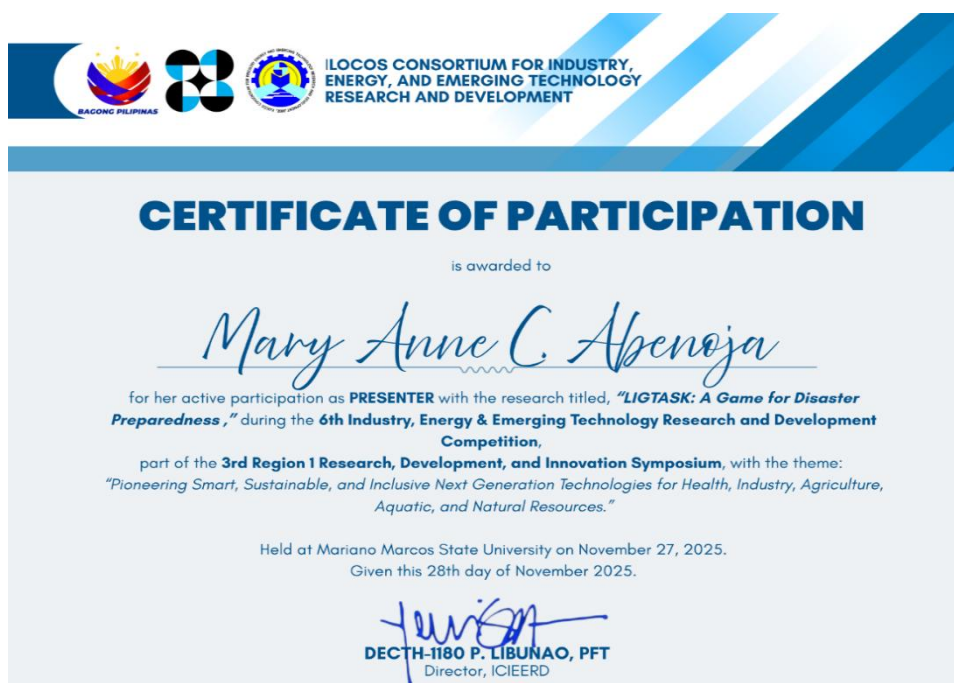 BAGONG PILIPINAS
ILOCOS CONSORTIUM FOR INDUSTRY,
ENERGY, AND EMERGING TECHNOLOGY
RESEARCH AND DEVELOPMENT
CERTIFICATE OF PARTICIPATION
is awarded to
Mary Anne C. Abenoja
for her active participation as PRESENTER with the research titled, “LIGTASK: A Game for Disaster
Preparedness ,” during the 6th Industry, Energy & Emerging Technology Research and Development
Competition,
part of the 3rd Region 1 Research, Development, and Innovation Symposium, with the theme:
“Pioneering Smart, Sustainable, and Inclusive Next Generation Technologies for Health, Industry, Agriculture,
Aquatic, and Natural Resources.”
Held at Mariano Marcos State University on November 27, 2025.
Given this 28th day of November 2025.
DECTH-1180 P. LIBUNAO, PFT
Director, ICIEERD